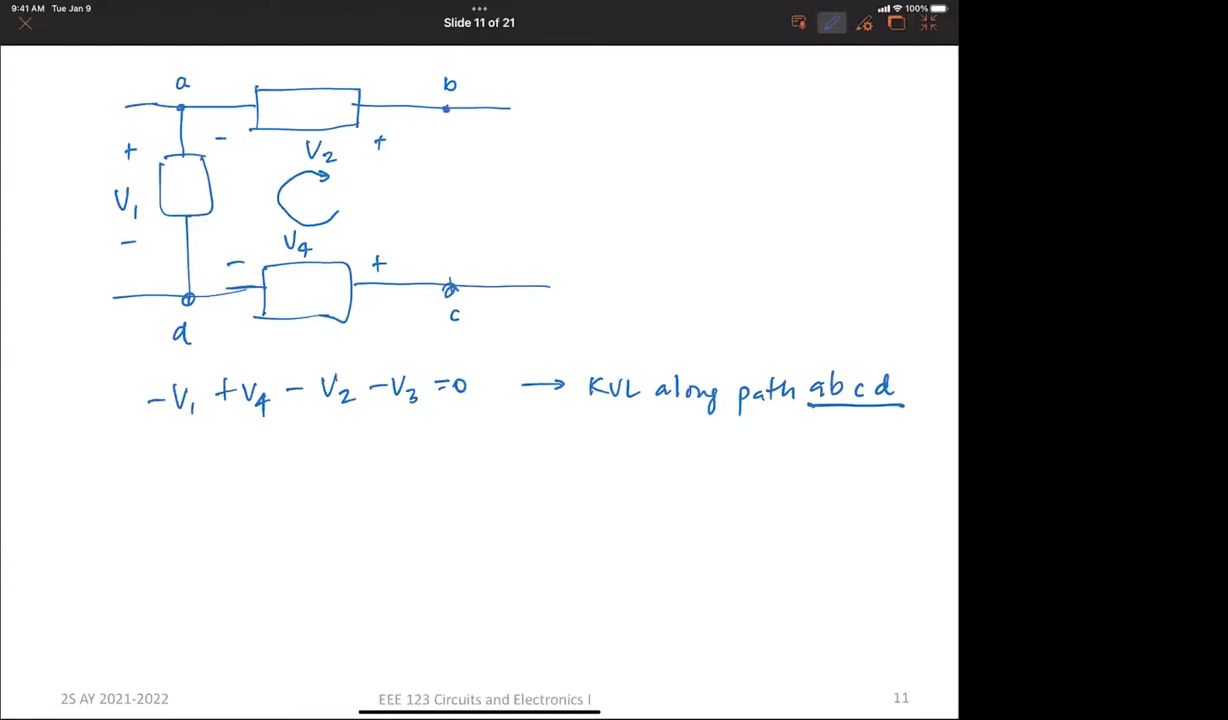 9:41 AM Tue Jan 9
100%
Slide 11 of 21
a
b
+
-
V2
+
V1
-
V4
-
+
d
c
-V1 +V4 - V2 -V3 =0 → KVL along path abcd
2S AY 2021-2022
EEE 123 Circuits and Electronics I
11